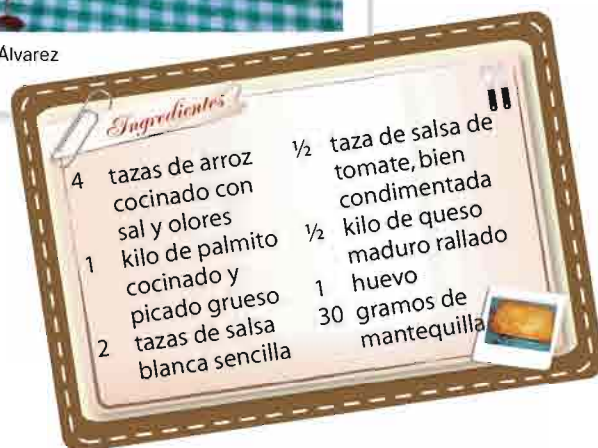 Álvarez
Ingredientes
4 tazas de arroz
cocinado con
sal y olores
1 kilo de palmito
cocinado y
picado grueso
2 tazas de salsa
blanca sencilla
½ taza de salsa de
tomate, bien
condimentada
½ kilo de queso
maduro rallado
1 huevo
30 gramos de
mantequilla